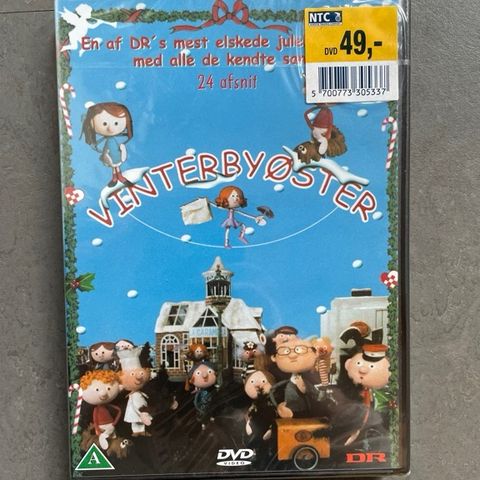 NTC
DVD 49,-
5 700773 305337
En af DR´s mest elskede jule
med alle de kendte
24 afsnit
VINTERBYØSTER
A
DVD
VIDEO
DR